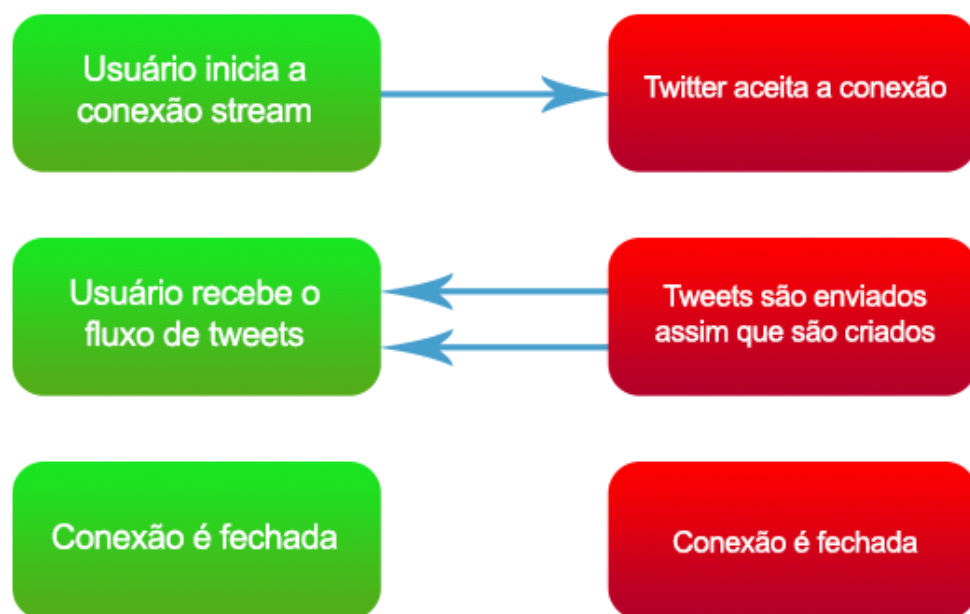 Usuário inicia a
conexão stream
Twitter aceita a conexão
Usuário recebe o
fluxo de tweets
Tweets são enviados
assim que são criados
Conexão é fechada
Conexão é fechada